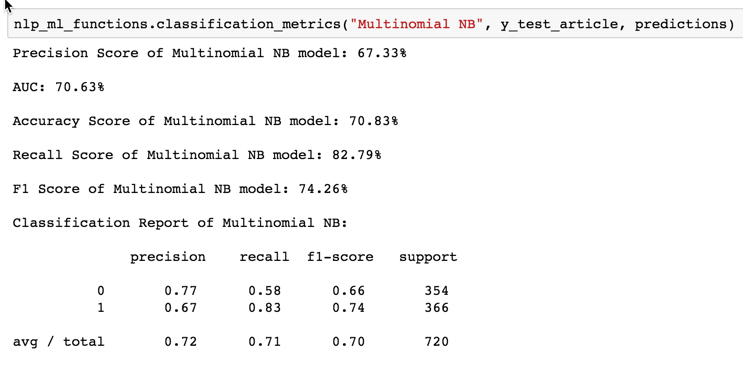 nlp_ml_functions.classification_metrics("Multinomial NB", y_test_article, predictions)
Precision Score of Multinomial NB model: 67.33%
AUC: 70.63%
Accuracy Score of Multinomial NB model: 70.83%
Recall Score of Multinomial NB model: 82.79%
F1 Score of Multinomial NB model: 74.26%
Classification Report of Multinomial NB:
precision recall f1-score support
0 0.77 0.58 0.66 354
1 0.67 0.83 0.74 366
avg / total 0.72 0.71 0.70 720